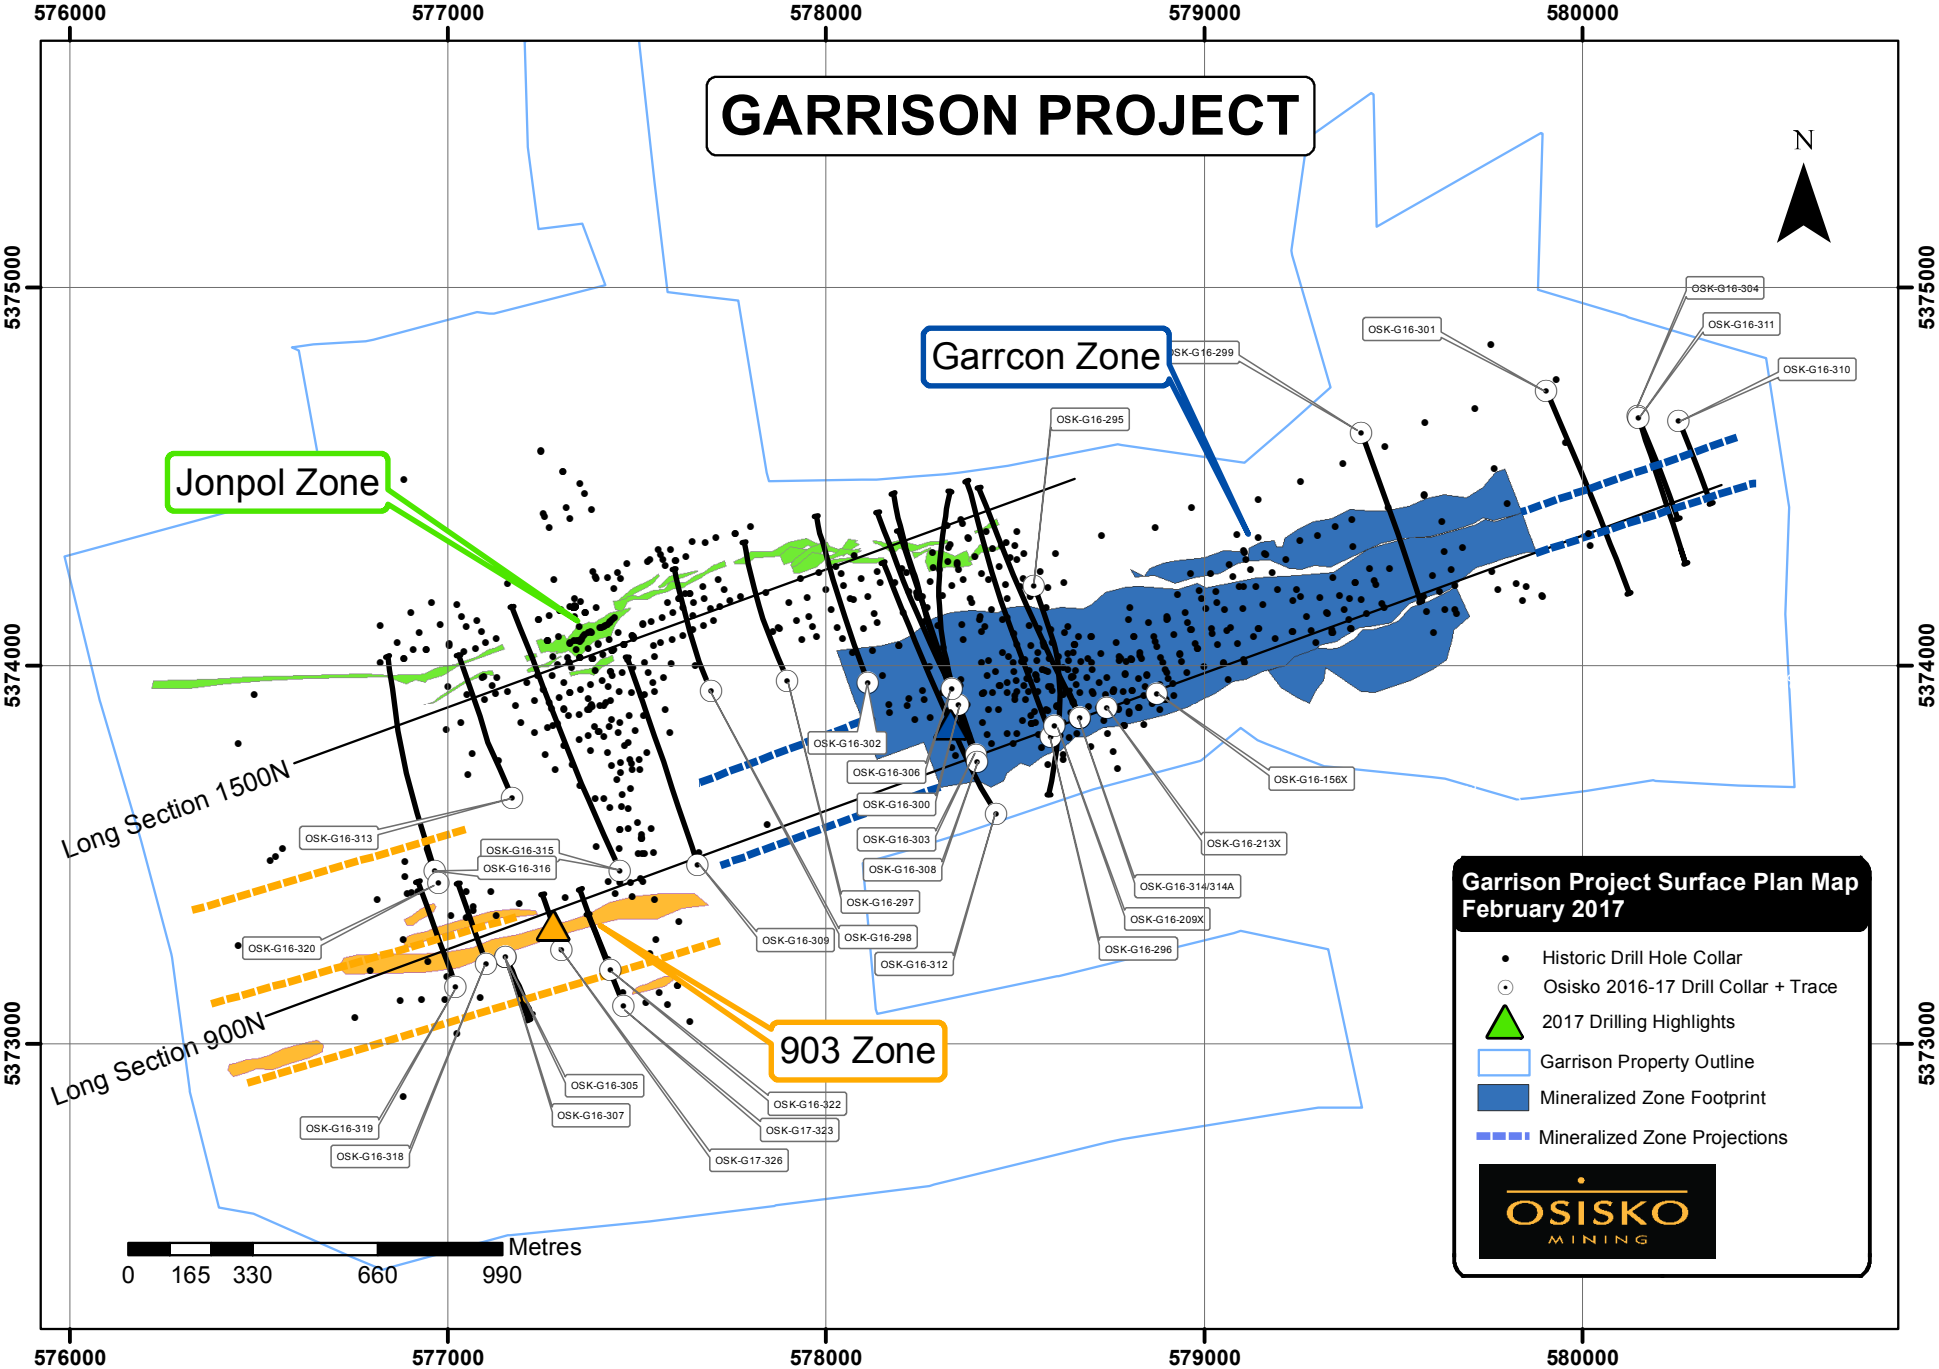 576000
577000
578000
579000
580000
GARRISON PROJECT
N
5375000
5375000
OSK-G16-304
OSK-G16-311
OSK-G16-301
Garrcon Zone
SK-G16-299
OSK-G16-310
OSK-G16-295
Jonpol Zone
5374000
5374000
OSK-G16-302
OSK-G16-306
OSK-G16-156X
Long Section 1500N
OSK-G16-300
OSK-G16-313
OSK-G16-303
OSK-G16-213X
OSK-G16-315
OSK-G16-316
OSK-G16-308
OSK-G16-314/314A
OSK-G16-297
OSK-G16-209X
OSK-G16-320
OSK-G16-309
OSK-G16-298
OSK-G16-296
OSK-G16-312
Long Section 900N
903 Zone
5373000
5373000
OSK-G16-305
OSK-G16-322
OSK-G16-307
OSK-G16-319
OSK-G17-323
OSK-G16-318
OSK-G17-326
Garrison Project Surface Plan Map
February 2017
Historic Drill Hole Collar
Osisko 2016-17 Drill Collar + Trace
2017 Drilling Highlights
Garrison Property Outline
Mineralized Zone Footprint
Mineralized Zone Projections
OSISKO
MINING
Metres
0 165 330 660 990
576000
577000
578000
579000
580000